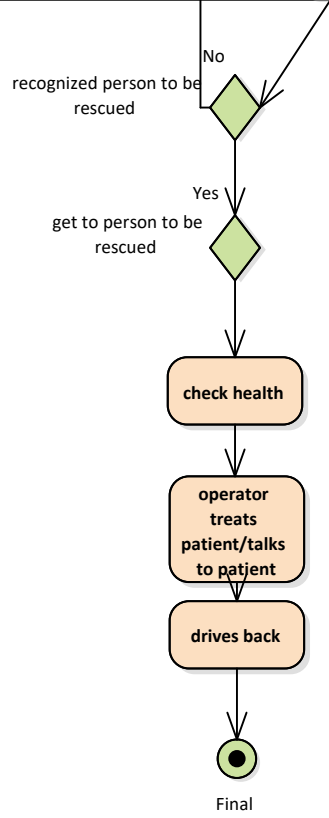 No
recognized person to be
rescued
Yes
get to person to be
rescued
check health
operator
treats
patient/talks
to patient
drives back
Final